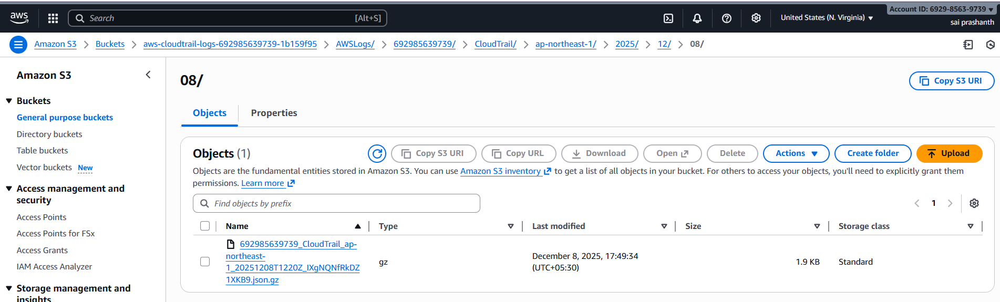 aws
Search
[Alt+S]
United States (N. Virginia)
Account ID: 6929-8563-9739
sai prashanth
Amazon S3
Buckets
aws-cloudtrail-logs-692985639739-1b159f95
AWSLogs/
692985639739/
CloudTrail/
ap-northeast-1/
2025/
12/
08/
Amazon S3
Buckets
General purpose buckets
Directory buckets
Table buckets
Vector buckets New
Access management and
security
Access Points
Access Points for FSx
Access Grants
IAM Access Analyzer
Storage management and
insights
08/
Copy S3 URI
Objects
Properties
Objects (1)
Copy S3 URI
Copy URL
Download
Open
Delete
Actions
Create folder
Upload
Objects are the fundamental entities stored in Amazon S3. You can use Amazon S3 inventory to get a list of all objects in your bucket. For others to access your objects, you'll need to explicitly grant them
permissions. Learn more
Find objects by prefix
1
Name
Type
Last modified
Size
Storage class
692985639739_CloudTrail_ap-
northeast-
1_20251208T1220Z_IXgNQNfRkDZ
1XKB9.json.gz
gz
December 8, 2025, 17:49:34
(UTC+05:30)
1.9 KB
Standard